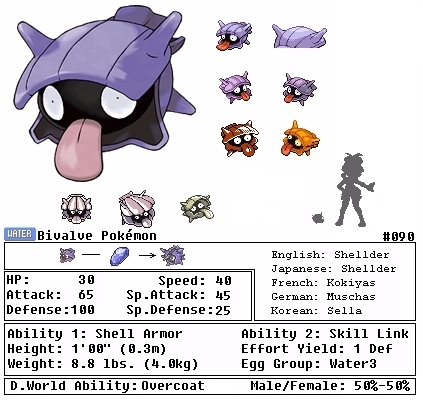 WATER Bivalve Pokémon #090
English: Shellder
Japanese: Shellder
French: Kokiyas
German: Muschas
Korean: Sella
HP: 30 Speed: 40
Attack: 65 Sp.Attack: 45
Defense:100 Sp.Defense:25
Ability 1: Shell Armor Ability 2: Skill Link
Height: 1'00" (0.3m) Effort Yield: 1 Def
Weight: 8.8 lbs. (4.0kg) Egg Group: Water3
D.World Ability:Overcoat Male/Female: 50%-50%